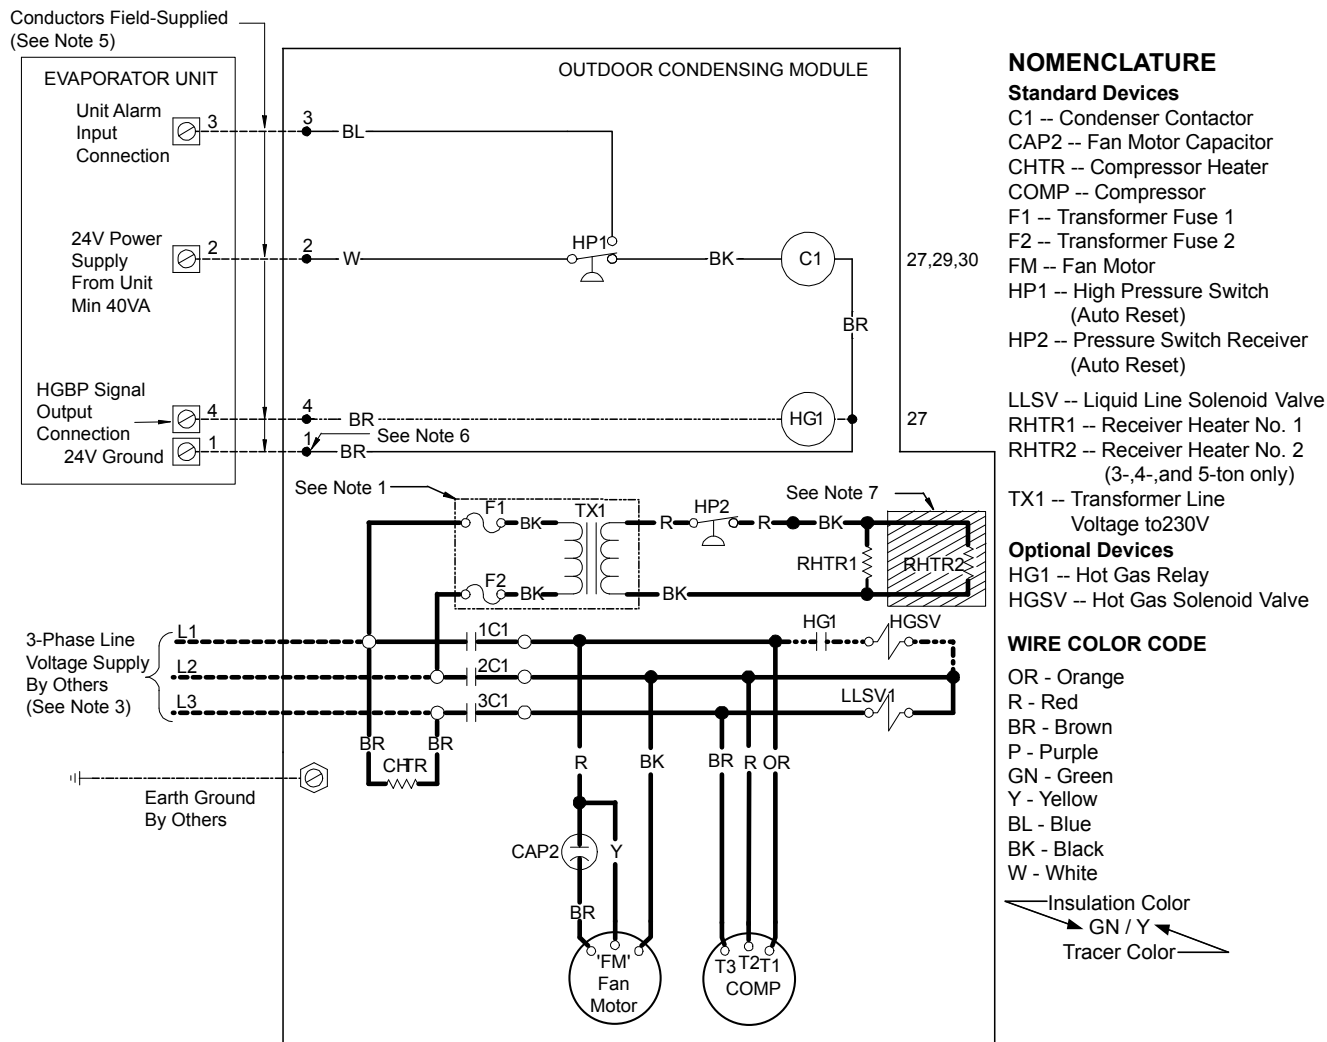 Conductors Field-Supplied
(See Note 5)
EVAPORATOR UNIT
Unit Alarm
Input
Connection
3
3
BL
24V Power
Supply
From Unit
Min 40VA
2
2
W
HP1
BK
C1
27,29,30
BR
HGBP Signal
Output
Connection
4
4
BR
HG1
27
24V Ground
1
1
BR
See Note 6
OUTDOOR CONDENSING MODULE
See Note 1
F1
BK
TX1
R
HP2
R
BK
See Note 7
RHTR1
RHTR2
F2
BK
BK
3-Phase Line
Voltage Supply
By Others
(See Note 3)
L1
L2
L3
1C1
2C1
3C1
HG1
HGSV
LLSV1
BR
BR
CHTR
R
BK
BR
R
OR
Earth Ground
By Others
CAP2
Y
BR
'FM'
Fan
Motor
T3
T2
T1
COMP
NOMENCLATURE
Standard Devices
C1 -- Condenser Contactor
CAP2 -- Fan Motor Capacitor
CHTR -- Compressor Heater
COMP -- Compressor
F1 -- Transformer Fuse 1
F2 -- Transformer Fuse 2
FM -- Fan Motor
HP1 -- High Pressure Switch
(Auto Reset)
HP2 -- Pressure Switch Receiver
(Auto Reset)
LLSV -- Liquid Line Solenoid Valve
RHTR1 -- Receiver Heater No. 1
RHTR2 -- Receiver Heater No. 2
(3-,4-,and 5-ton only)
TX1 -- Transformer Line
Voltage to230V
Optional Devices
HG1 -- Hot Gas Relay
HGSV -- Hot Gas Solenoid Valve
WIRE COLOR CODE
OR - Orange
R - Red
BR - Brown
P - Purple
GN - Green
Y - Yellow
BL - Blue
BK - Black
W - White
Insulation Color
GN / Y
Tracer Color